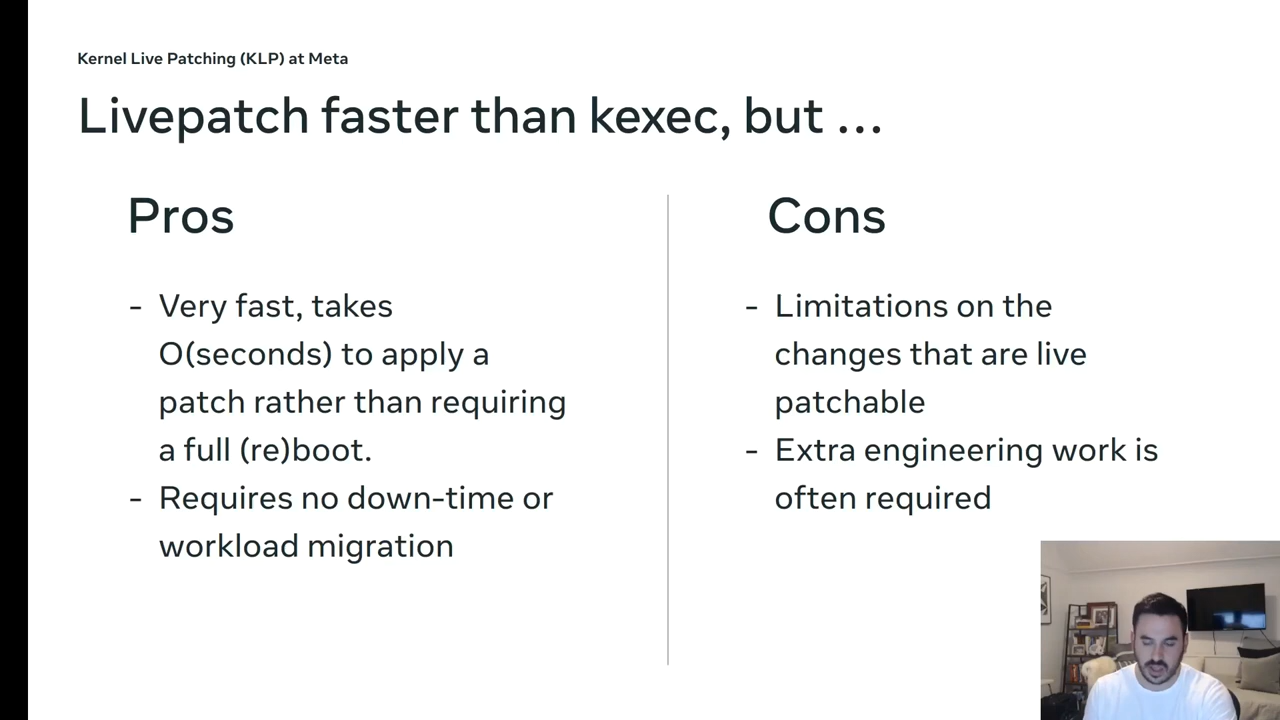 Kernel Live Patching (KLP) at Meta
Livepatch faster than kexec, but ...
Pros
- Very fast, takes
O(seconds) to apply a
patch rather than requiring
a full (re)boot.
- Requires no down-time or
workload migration
Cons
- Limitations on the
changes that are live
patchable
- Extra engineering work is
often required